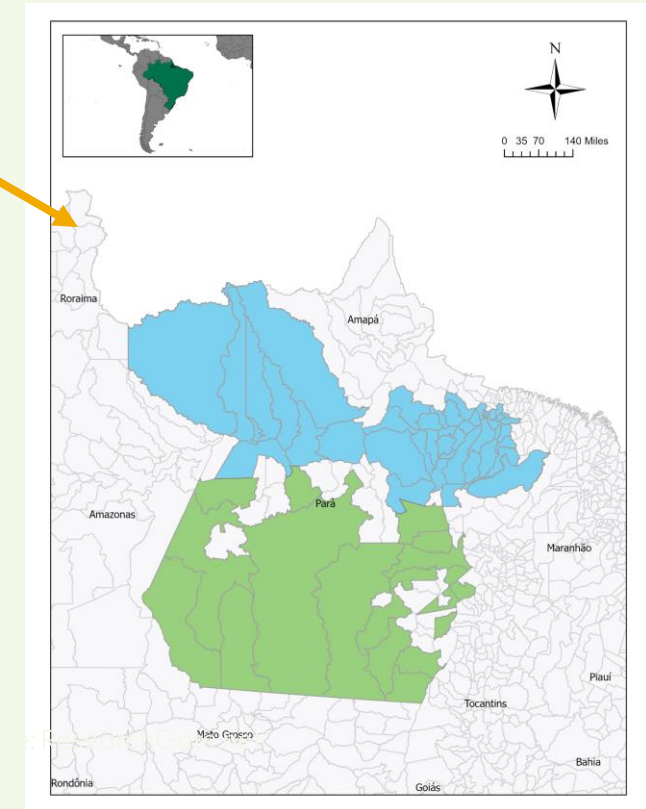 N
0 35 70 140 Miles
Roraima
Amapá
Pará
Amazonas
Maranhão
Piauí
Tocantins
Mato Grosso
Bahia
Rondônia
Goiás